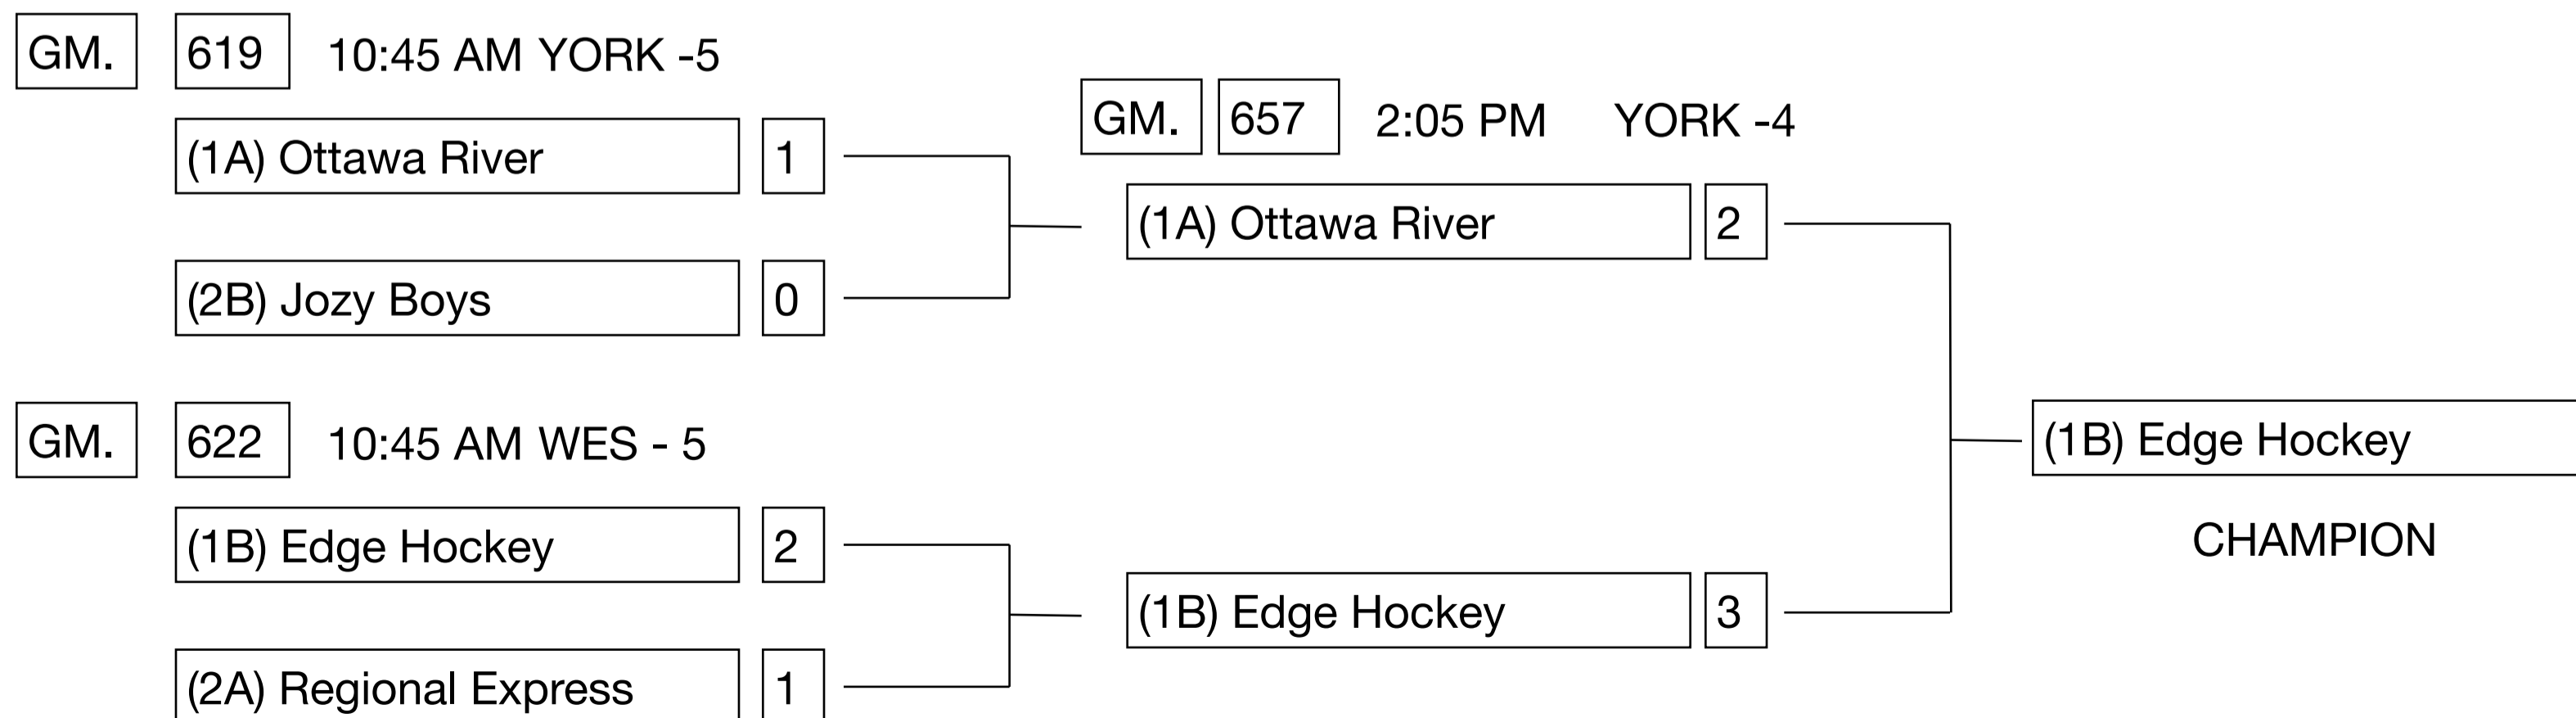 GM. 619 10:45 AM YORK -5
(1A) Ottawa River 1
(2B) Jozy Boys 0
GM. 622 10:45 AM WES - 5
(1B) Edge Hockey 2
(2A) Regional Express 1
GM. 657 2:05 PM YORK -4
(1A) Ottawa River 2
(1B) Edge Hockey 3
(1B) Edge Hockey
CHAMPION